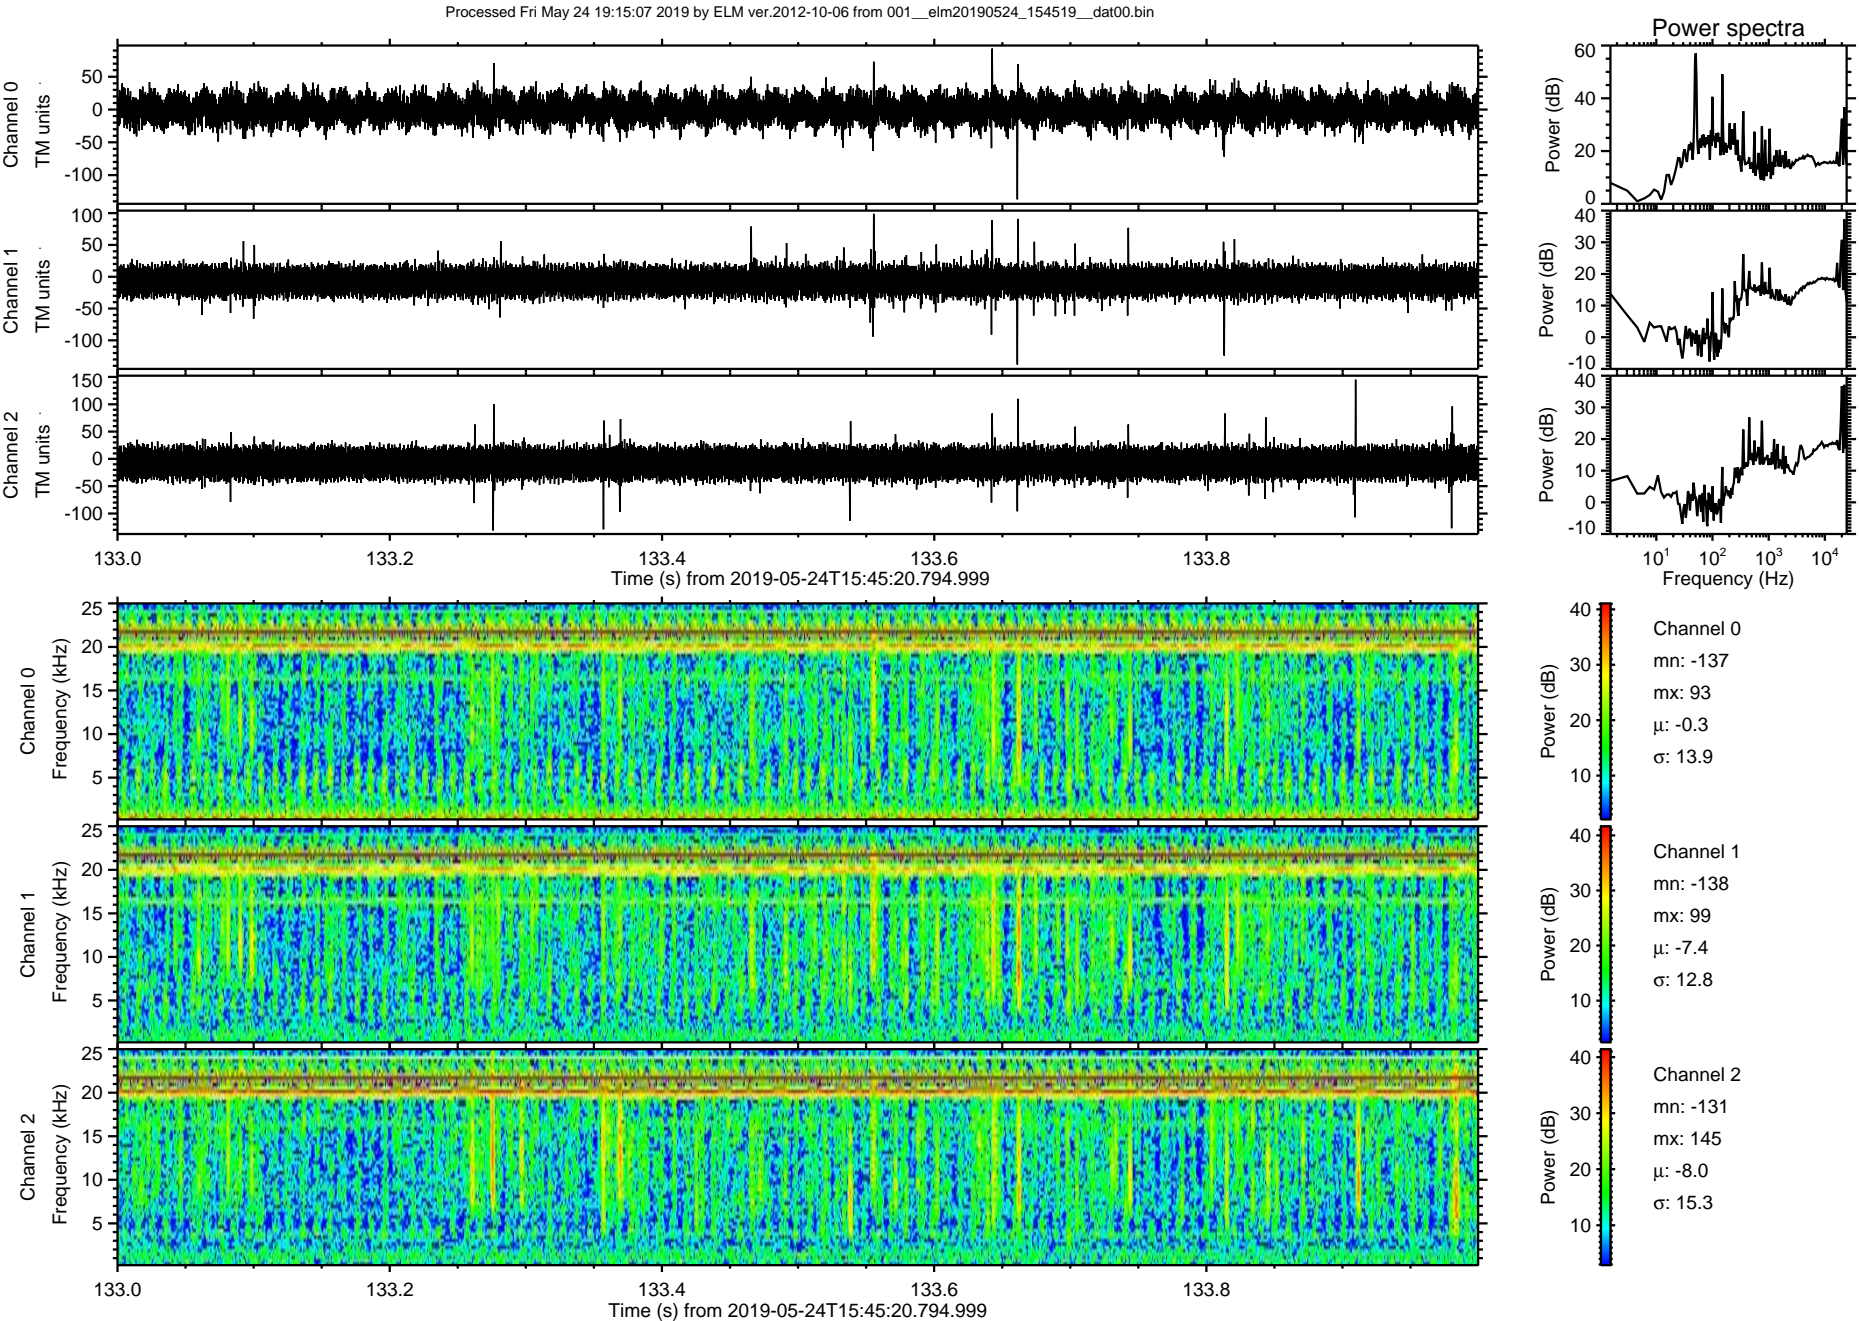 Processed Fri May 24 19:15:07 2019 by ELM ver.2012-10-06 from 001__elm20190524_154519__dat00.bin
Power spectra
Channel 0
TM units
50
0
-50
-100
Power (dB)
60
40
20
0
Channel 1
TM units
100
50
0
-50
-100
Power (dB)
40
30
20
10
0
-10
Channel 2
TM units
150
100
50
0
-50
-100
Power (dB)
40
30
20
10
0
-10
133.0 133.2 133.4 133.6 133.8
Time (s) from 2019-05-24T15:45:20.794.999
10^1 10^2 10^3 10^4
Frequency (Hz)
Channel 0
Frequency (kHz)
25
20
15
10
5
Power (dB)
40
30
20
10
Channel 0
mn: -137
mx: 93
μ: -0.3
σ: 13.9
Channel 1
Frequency (kHz)
25
20
15
10
5
Power (dB)
40
30
20
10
Channel 1
mn: -138
mx: 99
μ: -7.4
σ: 12.8
Channel 2
Frequency (kHz)
25
20
15
10
5
Power (dB)
40
30
20
10
Channel 2
mn: -131
mx: 145
μ: -8.0
σ: 15.3
133.0 133.2 133.4 133.6 133.8
Time (s) from 2019-05-24T15:45:20.794.999